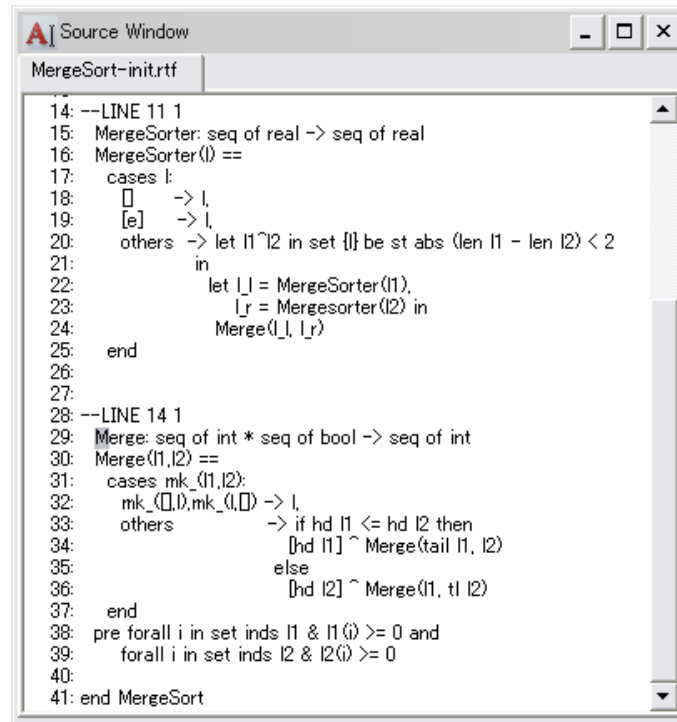 Source Window
MergeSort-init.rtf
14: --LINE 11 1
15: MergeSorter: seq of real -> seq of real
16: MergeSorter(l) ==
17: cases l:
18: [] -> l,
19: [e] -> l,
20: others -> let l1^l2 in set {l} be st abs (len l1 - len l2) < 2
21: in
22: let l_l = MergeSorter(l1),
23: l_r = Mergesorter(l2) in
24: Merge(l_l, l_r)
25: end
26:
27:
28: --LINE 14 1
29: Merge: seq of int * seq of bool -> seq of int
30: Merge(l1,l2) ==
31: cases mk_(l1,l2):
32: mk_([],l),mk_(l,[]) -> l,
33: others -> if hd l1 <= hd l2 then
34: [hd l1] ^ Merge(tail l1, l2)
35: else
36: [hd l2] ^ Merge(l1, tl l2)
37: end
38: pre forall i in set inds l1 & l1(i) >= 0 and
39: forall i in set inds l2 & l2(i) >= 0
40:
41: end MergeSort